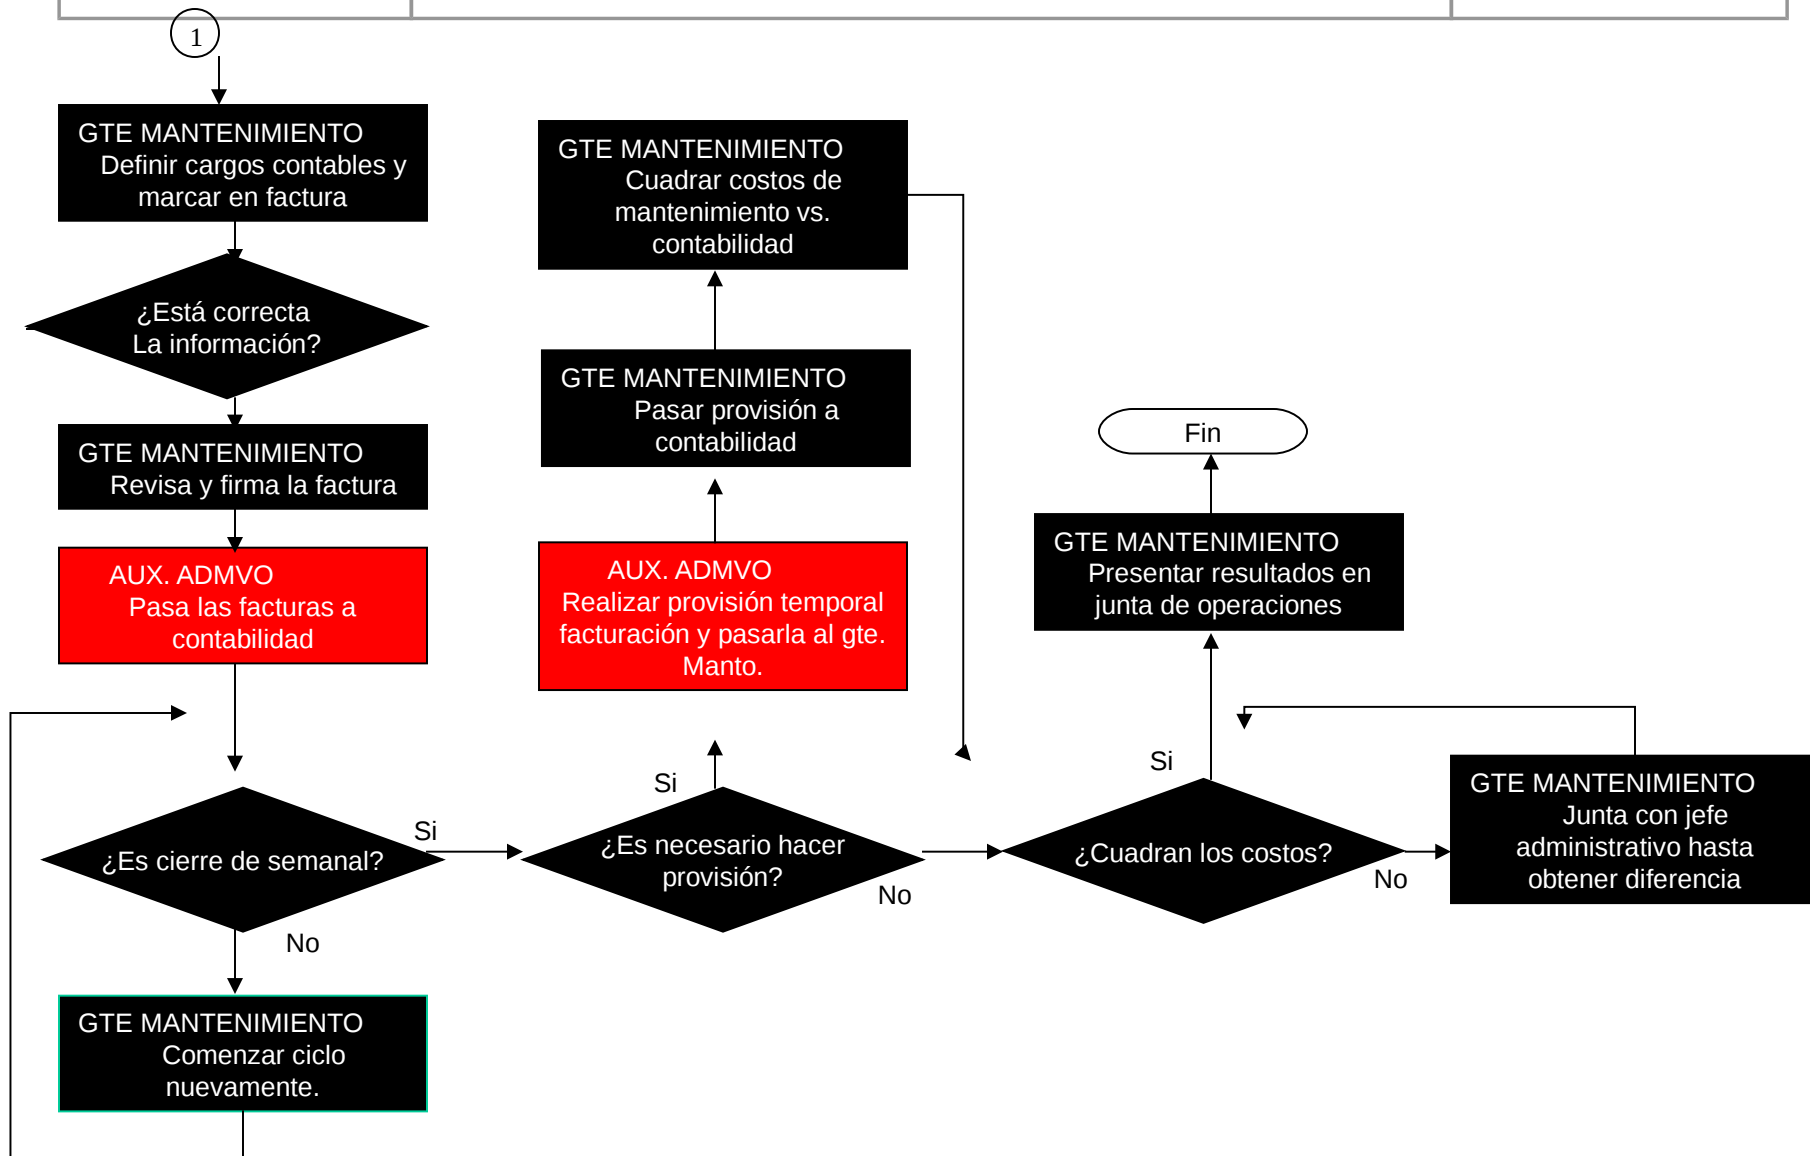 1
GTE MANTENIMIENTO
Definir cargos contables y
marcar en factura
¿Está correcta
La información?
GTE MANTENIMIENTO
Revisa y firma la factura
AUX. ADMVO
Pasa las facturas a
contabilidad
¿Es cierre de semanal?
Si
No
GTE MANTENIMIENTO
Comenzar ciclo
nuevamente.
GTE MANTENIMIENTO
Cuadrar costos de
mantenimiento vs.
contabilidad
GTE MANTENIMIENTO
Pasar provisión a
contabilidad
AUX. ADMVO
Realizar provisión temporal
facturación y pasarla al gte.
Manto.
Si
¿Es necesario hacer
provisión?
No
Fin
GTE MANTENIMIENTO
Presentar resultados en
junta de operaciones
Si
¿Cuadran los costos?
No
GTE MANTENIMIENTO
Junta con jefe
administrativo hasta
obtener diferencia